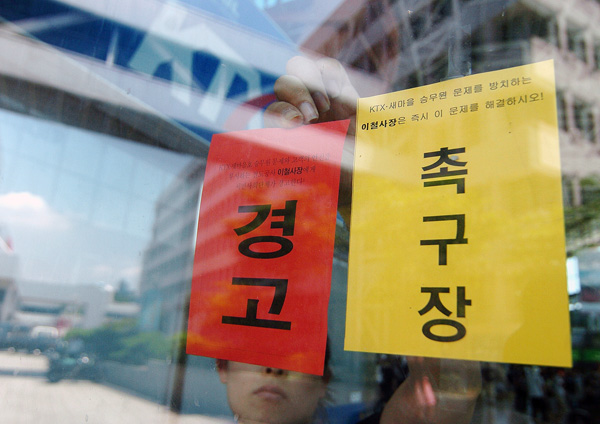 이철사장
경
고
KTX·새마을 승무원 문제를 방치하는
이철사장은 즉시 이 문제를 해결하시오!
촉
구
장